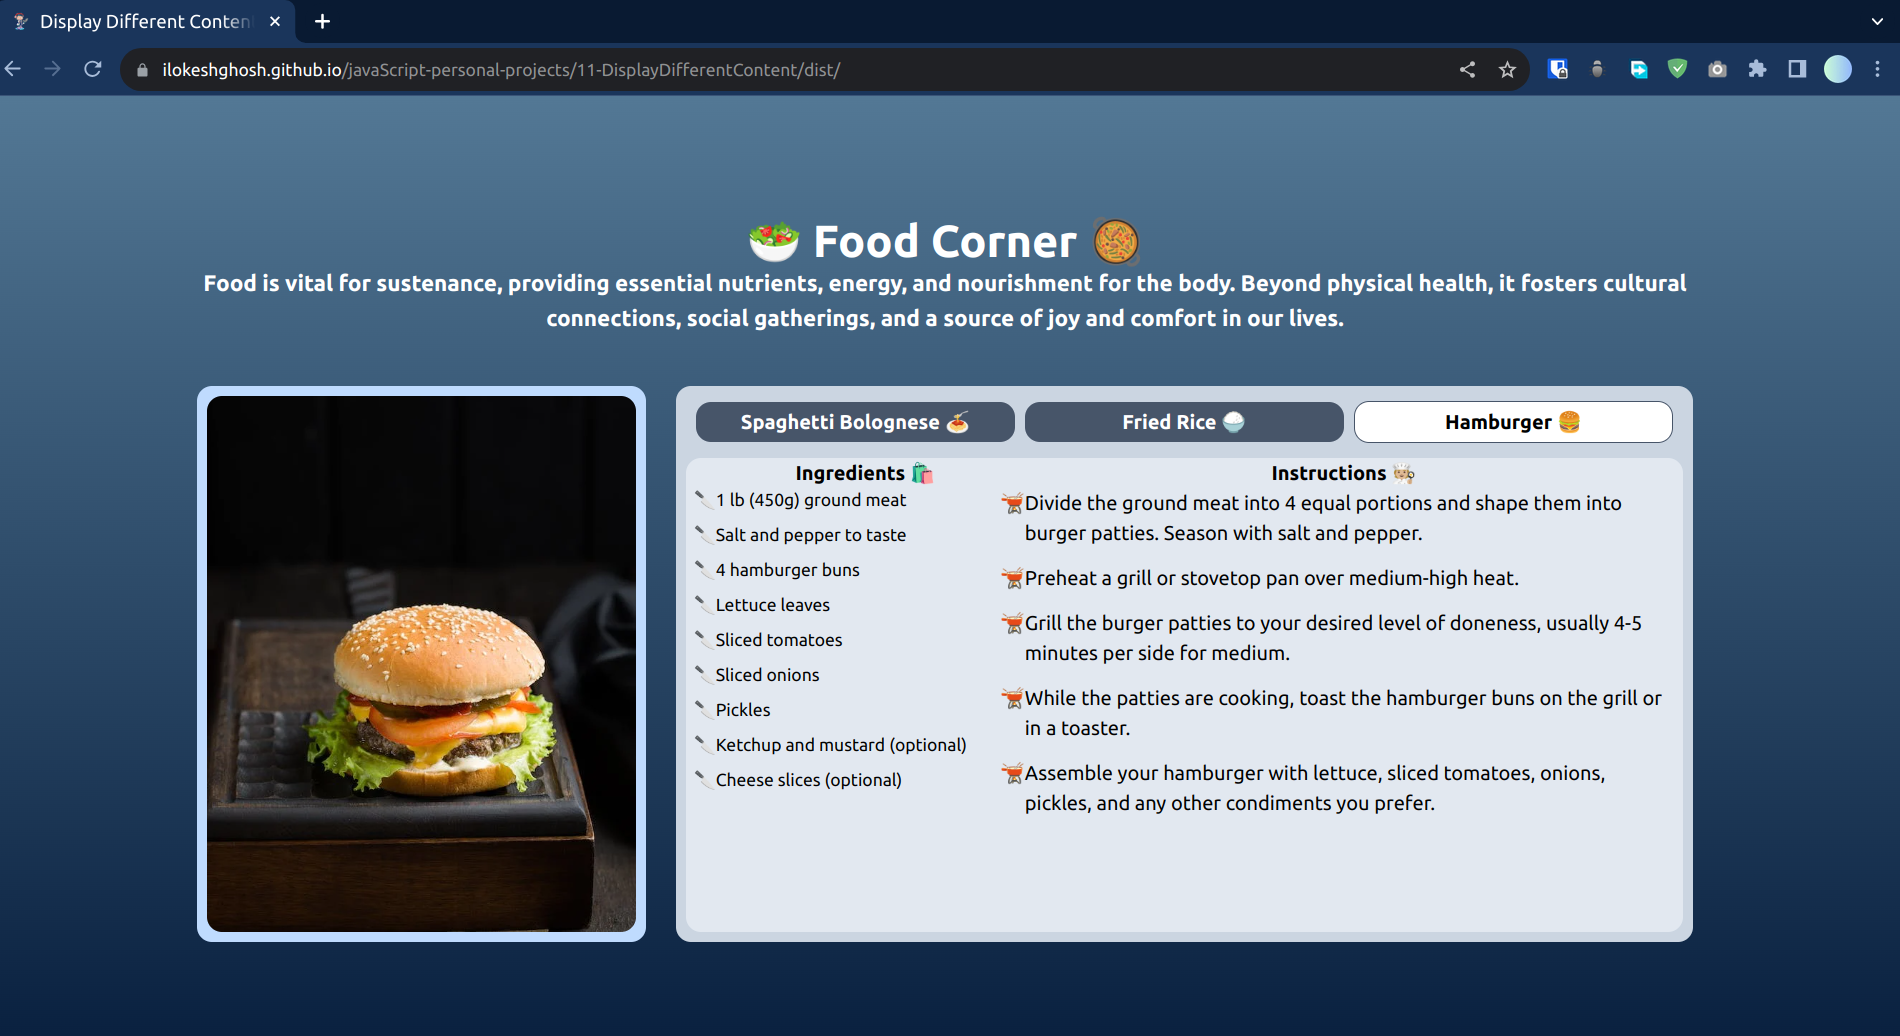 Display Different Conten
ilokeshghosh.github.io/javaScript-personal-projects/11-DisplayDifferentContent/dist/
🥗 Food Corner 🥘
Food is vital for sustenance, providing essential nutrients, energy, and nourishment for the body. Beyond physical health, it fosters cultural
connections, social gatherings, and a source of joy and comfort in our lives.
Spaghetti Bolognese 🍝
Fried Rice 🍚
Hamburger 🍔
Ingredients 🛍️
🔪1 lb (450g) ground meat
🔪Salt and pepper to taste
🔪4 hamburger buns
🔪Lettuce leaves
🔪Sliced tomatoes
🔪Sliced onions
🔪Pickles
🔪Ketchup and mustard (optional)
🔪Cheese slices (optional)
Instructions 👨🏼‍🍳
🫕Divide the ground meat into 4 equal portions and shape them into
burger patties. Season with salt and pepper.
🫕Preheat a grill or stovetop pan over medium-high heat.
🫕Grill the burger patties to your desired level of doneness, usually 4-5
minutes per side for medium.
🫕While the patties are cooking, toast the hamburger buns on the grill or
in a toaster.
🫕Assemble your hamburger with lettuce, sliced tomatoes, onions,
pickles, and any other condiments you prefer.